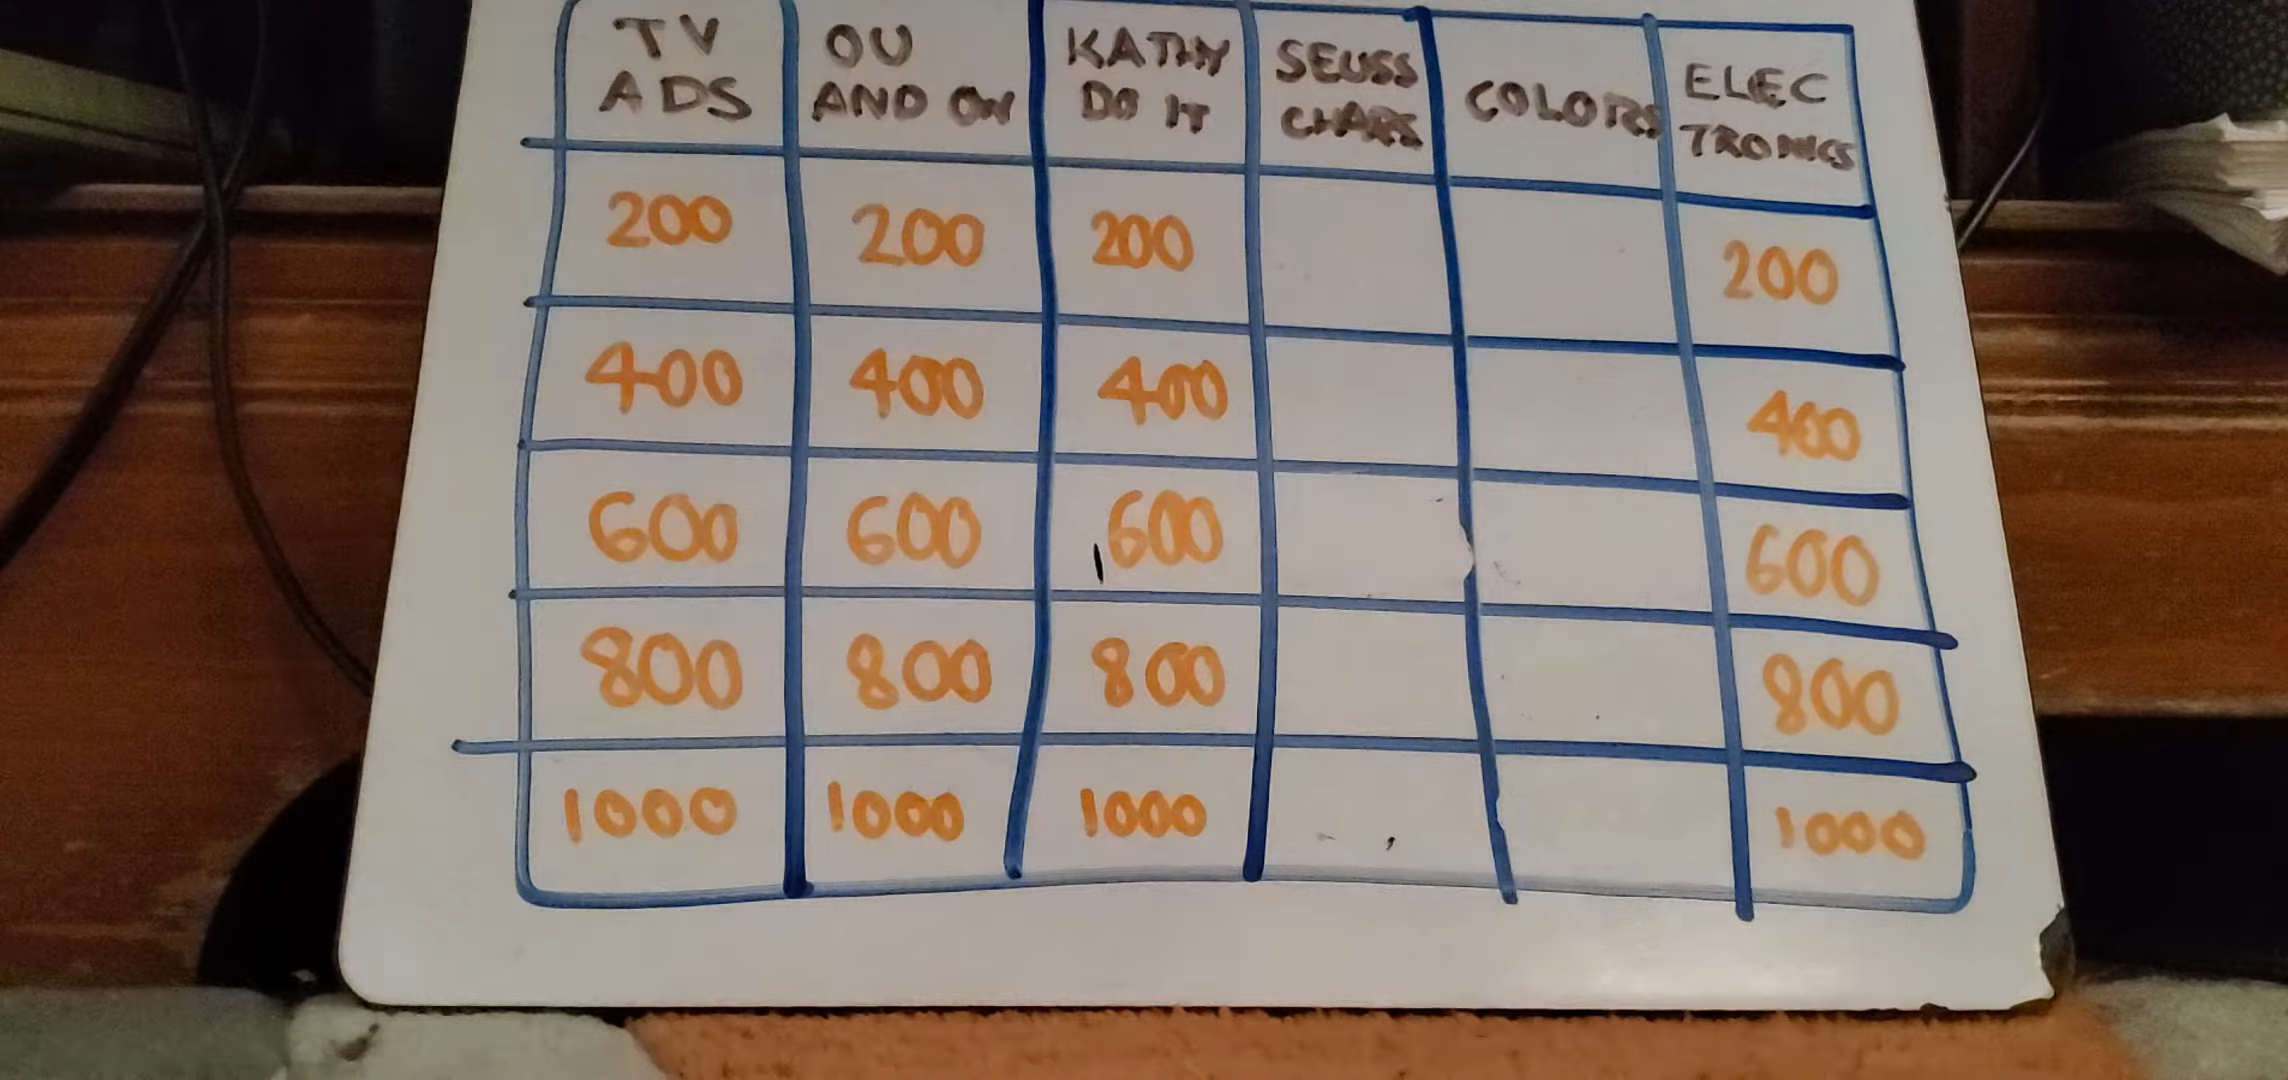 TV
ADS
OU
AND ON
KATHY
DO IT
SEUSS
CHARS
COLORS
ELEC
TRONICS
200 200 200 200
400 400 400 400
600 600 600 600
800 800 800 800
1000 1000 1000 1000